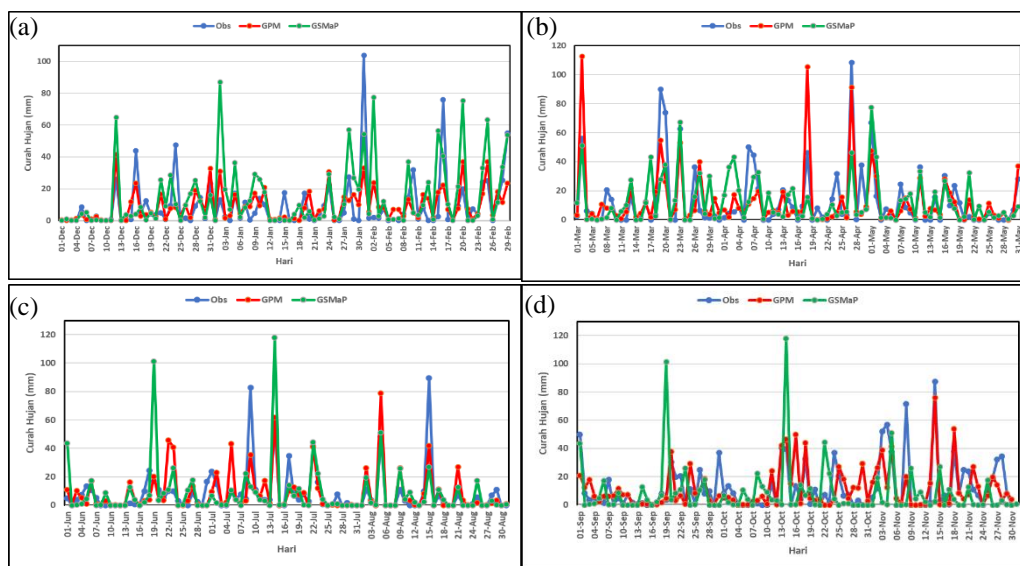 (a)
Obs GPM GSMaP
Curah Hujan (mm)
100
80
60
40
20
0
01-Dec 04-Dec 07-Dec 10-Dec 13-Dec 16-Dec 19-Dec 22-Dec 25-Dec 28-Dec 31-Dec 03-Jan 06-Jan 09-Jan 12-Jan 15-Jan 18-Jan 21-Jan 24-Jan 27-Jan 30-Jan 02-Feb 05-Feb 08-Feb 11-Feb 14-Feb 17-Feb 20-Feb 23-Feb 26-Feb 29-Feb
Hari
(b)
Obs GPM GSMaP
Curah Hujan (mm)
120
100
80
60
40
20
0
01-Mar 05-Mar 08-Mar 11-Mar 14-Mar 17-Mar 20-Mar 23-Mar 26-Mar 29-Mar 01-Apr 04-Apr 07-Apr 10-Apr 13-Apr 16-Apr 19-Apr 22-Apr 25-Apr 28-Apr 01-May 04-May 07-May 10-May 13-May 16-May 19-May 22-May 25-May 28-May 31-May
Hari
(c)
Obs GPM GSMaP
Curah Hujan (mm)
120
100
80
60
40
20
0
01-Jun 04-Jun 07-Jun 10-Jun 13-Jun 16-Jun 19-Jun 22-Jun 25-Jun 28-Jun 01-Jul 04-Jul 07-Jul 10-Jul 13-Jul 16-Jul 19-Jul 22-Jul 25-Jul 28-Jul 31-Jul 03-Aug 06-Aug 09-Aug 12-Aug 15-Aug 18-Aug 21-Aug 24-Aug 27-Aug 30-Aug
Hari
(d)
Obs GPM GSMaP
Curah Hujan (mm)
120
100
80
60
40
20
0
01-Sep 04-Sep 07-Sep 10-Sep 13-Sep 16-Sep 19-Sep 22-Sep 25-Sep 28-Sep 01-Oct 04-Oct 07-Oct 10-Oct 13-Oct 16-Oct 19-Oct 22-Oct 25-Oct 28-Oct 31-Oct 03-Nov 06-Nov 09-Nov 12-Nov 15-Nov 18-Nov 21-Nov 24-Nov 27-Nov 30-Nov
Hari